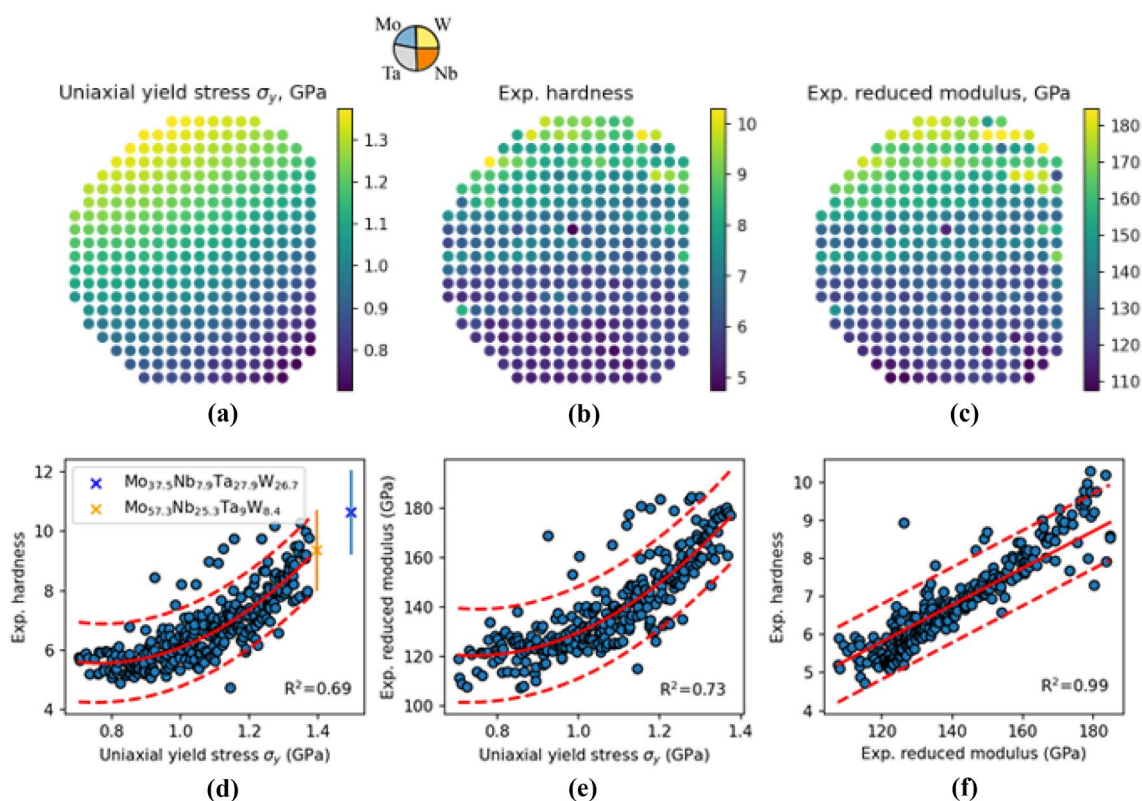 Mo W
Ta Nb
Uniaxial yield stress σy, GPa
1.3
1.2
1.1
1.0
0.9
0.8
(a)
Exp. hardness
10
9
8
7
6
5
(b)
Exp. reduced modulus, GPa
180
170
160
150
140
130
120
110
(c)
Exp. hardness
12
10
8
6
4
× Mo37.5Nb7.9Ta27.9W26.7
× Mo57.3Nb25.3Ta9W8.4
R²=0.69
0.8 1.0 1.2 1.4
Uniaxial yield stress σy (GPa)
(d)
Exp. reduced modulus (GPa)
180
160
140
120
100
R²=0.73
0.8 1.0 1.2 1.4
Uniaxial yield stress σy (GPa)
(e)
Exp. hardness
10
9
8
7
6
5
4
R²=0.99
120 140 160 180
Exp. reduced modulus (GPa)
(f)